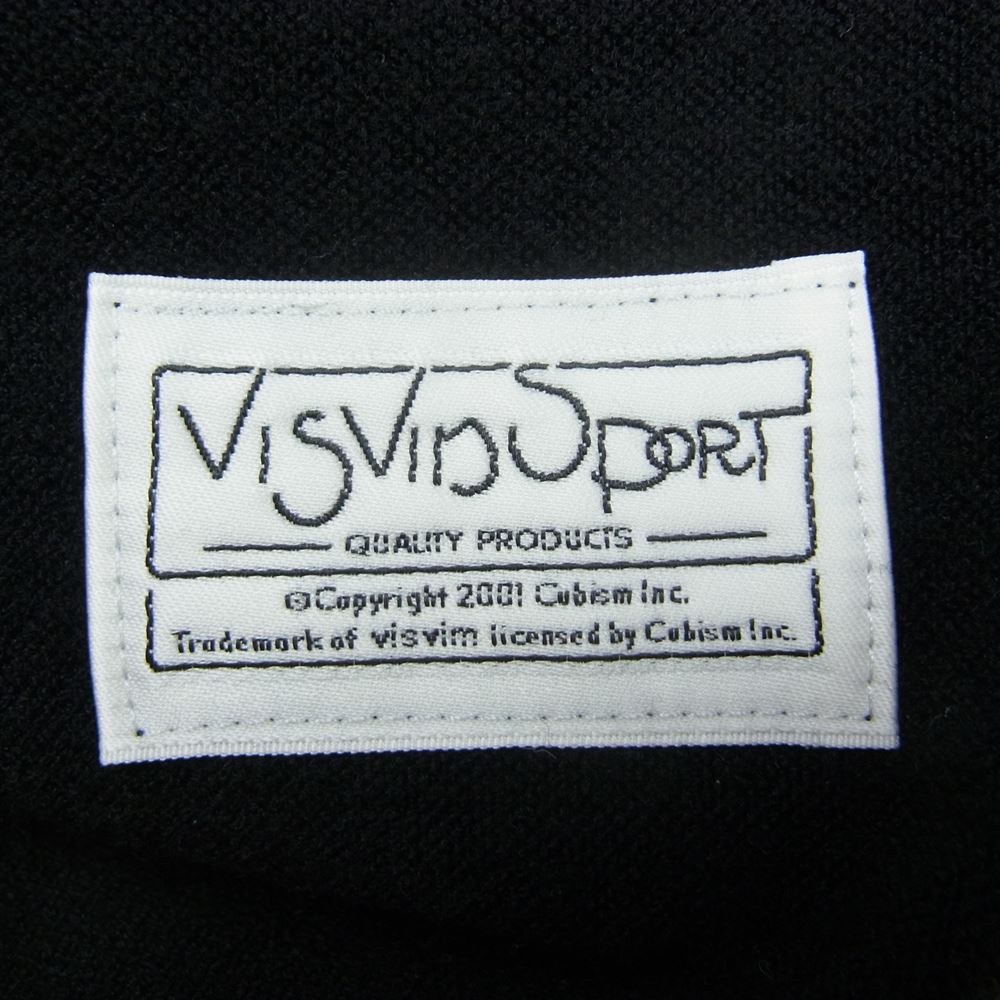 VISVIM SPORT
QUALITY PRODUCTS
©Copyright 2001 Cubism Inc.
Trademark of visvim licensed by Cubism Inc.